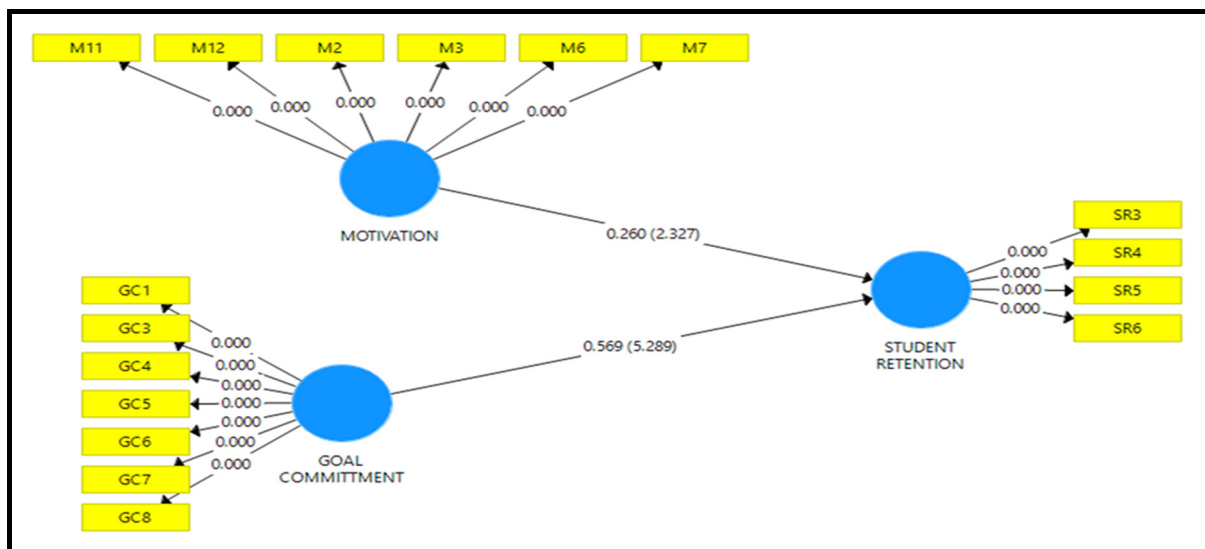 M11 M12 M2 M3 M6 M7
0.000 0.000 0.000 0.000 0.000 0.000
MOTIVATION
0.260 (2.327)
GC1
GC3
GC4
GC5
GC6
GC7
GC8
0.000
0.000
0.000
0.000
0.000
0.000
0.000
GOAL
COMMITTMENT
0.569 (5.289)
STUDENT
RETENTION
0.000
0.000
0.000
0.000
SR3
SR4
SR5
SR6